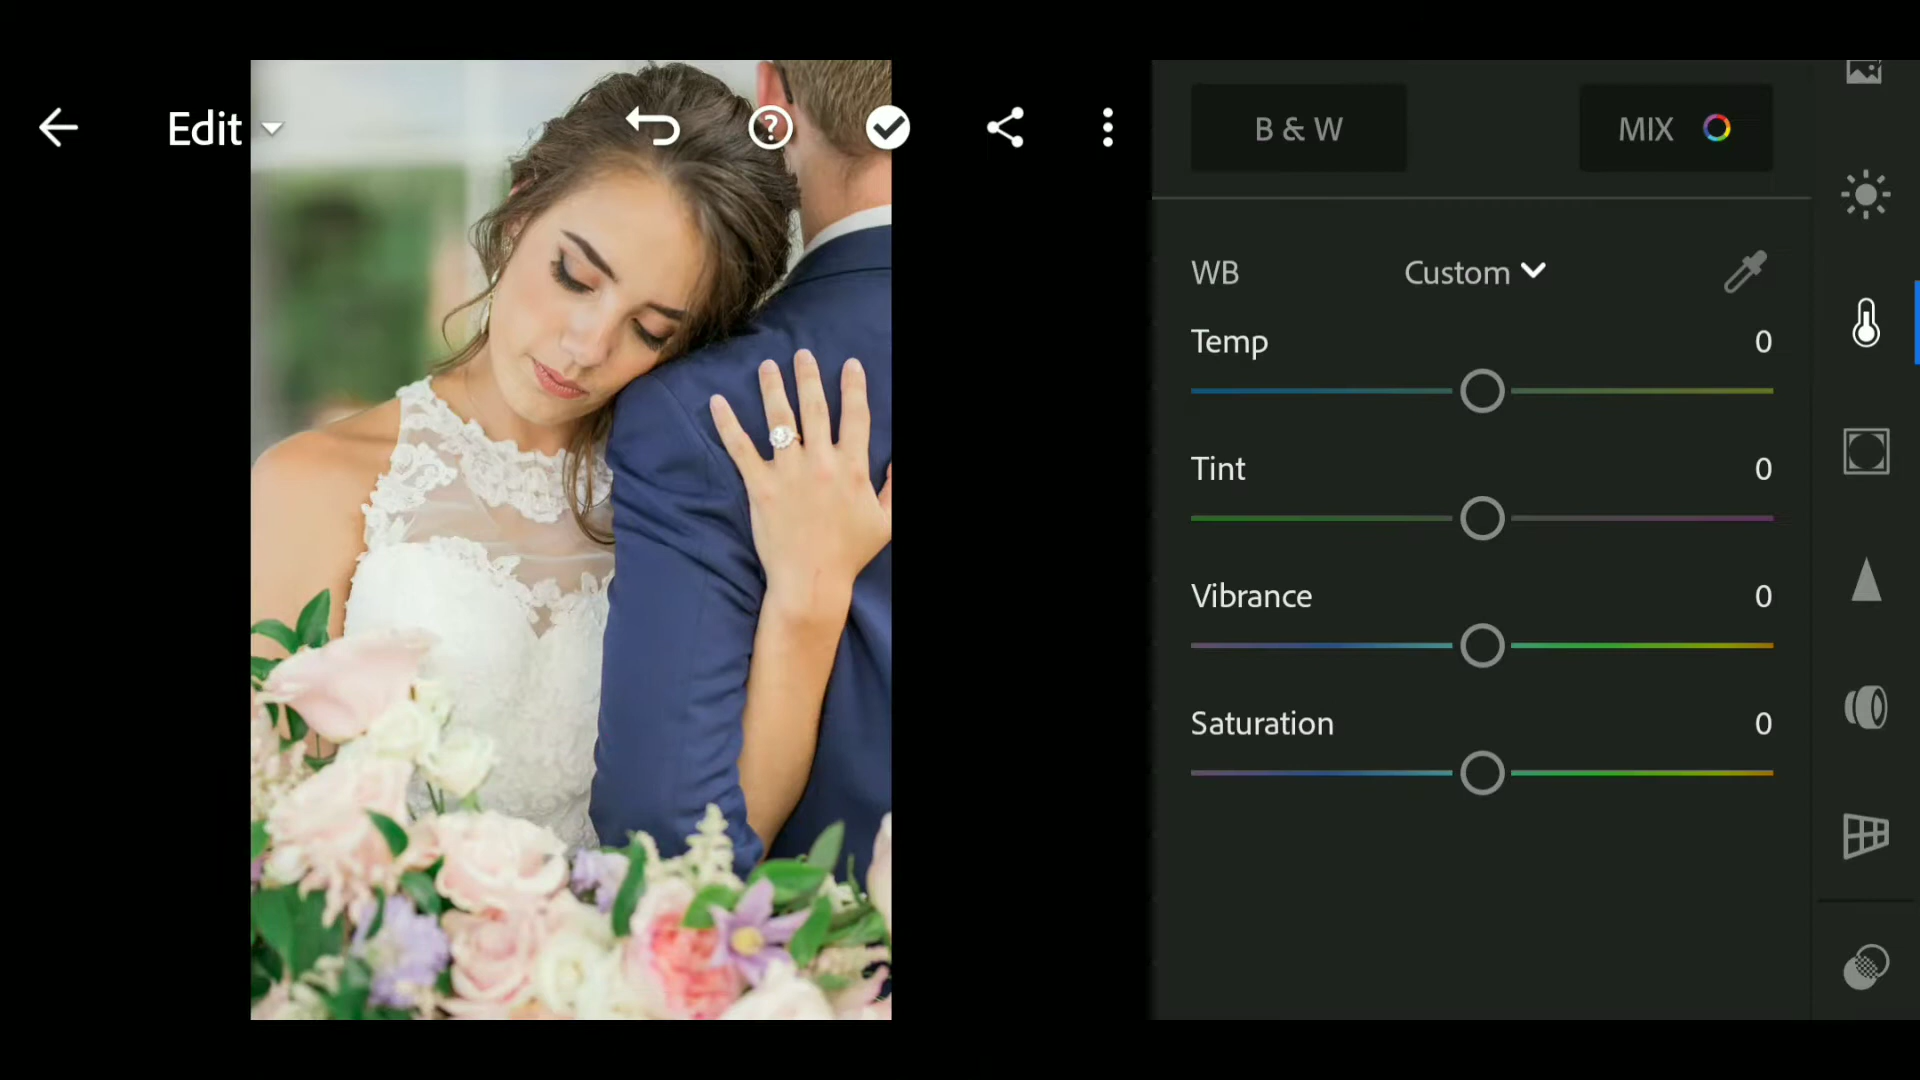 Edit
B & W
MIX
WB
Custom
Temp
0
Tint
0
Vibrance
0
Saturation
0